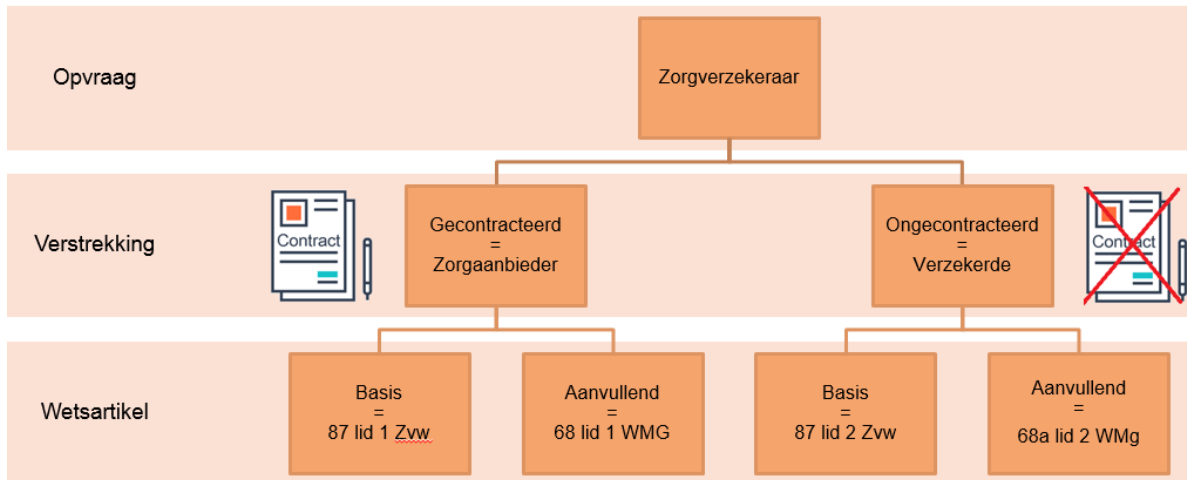 Opvraag
Zorgverzekeraar
Verstrekking
Contract
Gecontracteerd
=
Zorgaanbieder
Ongecontracteerd
=
Verzekerde
Contract
Wetsartikel
Basis
=
87 lid 1 Zvw
Aanvullend
=
68 lid 1 WMG
Basis
=
87 lid 2 Zvw
Aanvullend
=
68a lid 2 WMg